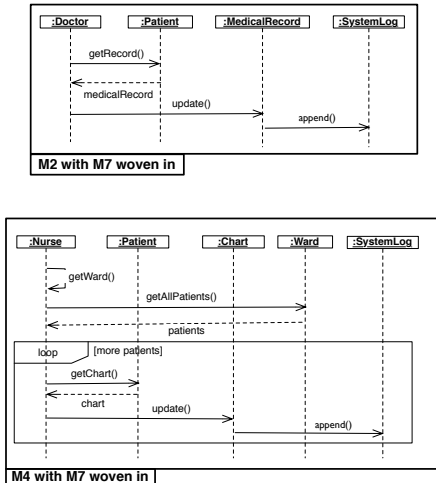 :Doctor :Patient :MedicalRecord :SystemLog
getRecord()
medicalRecord
update()
append()
M2 with M7 woven in
:Nurse :Patient :Chart :Ward :SystemLog
getWard()
getAllPatients()
patients
loop [more patients]
getChart()
chart
update()
append()
M4 with M7 woven in